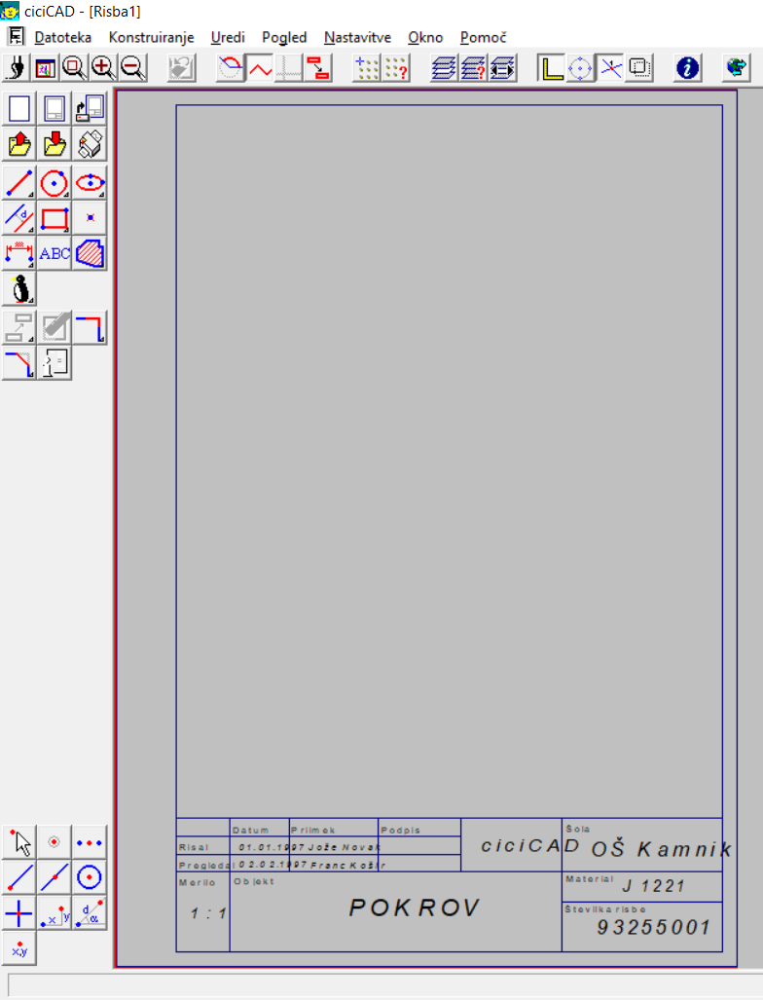 ciciCAD - [Risba1]
Datoteka Konstruiranje Uredi Pogled Nastavitve Okno Pomoč
ABC
Datum Priimek Podpis
Risal 01.01.1997 Jože Novak
Pregledal 02.02.1997 Franc Košir
ciciCAD
Šola
OŠ Kamnik
Merilo
1 : 1
Objekt
POKROV
Material
J 1221
Številka risbe
93255001
x y
d α
x,y